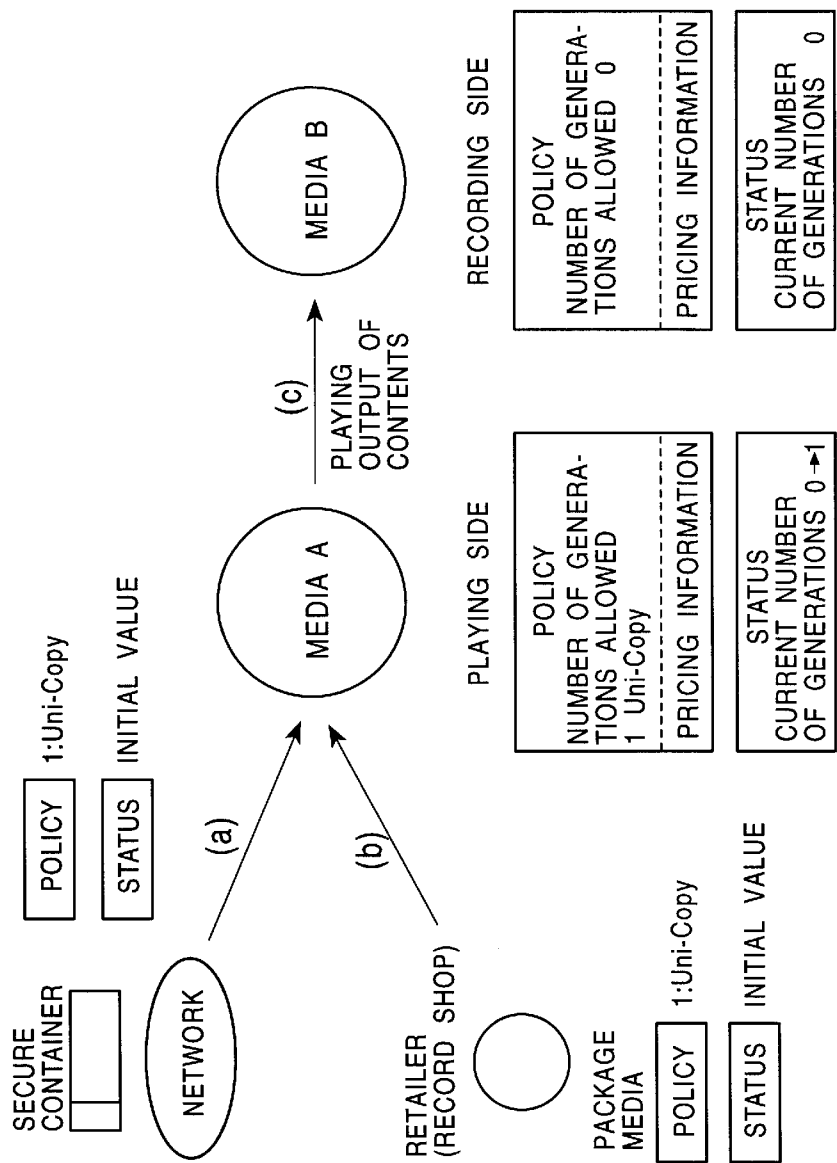 SECURE
CONTAINER
NETWORK
POLICY 1:Uni-Copy
STATUS INITIAL VALUE
(a)
(b)
RETAILER
(RECORD SHOP)
PACKAGE
MEDIA
POLICY 1:Uni-Copy
STATUS INITIAL VALUE
MEDIA A
(c)
PLAYING
OUTPUT OF
CONTENTS
MEDIA B
PLAYING SIDE
POLICY
NUMBER OF GENERA-
TIONS ALLOWED
1 Uni-Copy
PRICING INFORMATION
STATUS
CURRENT NUMBER
OF GENERATIONS 0→1
RECORDING SIDE
POLICY
NUMBER OF GENERA-
TIONS ALLOWED 0
PRICING INFORMATION
STATUS
CURRENT NUMBER
OF GENERATIONS 0